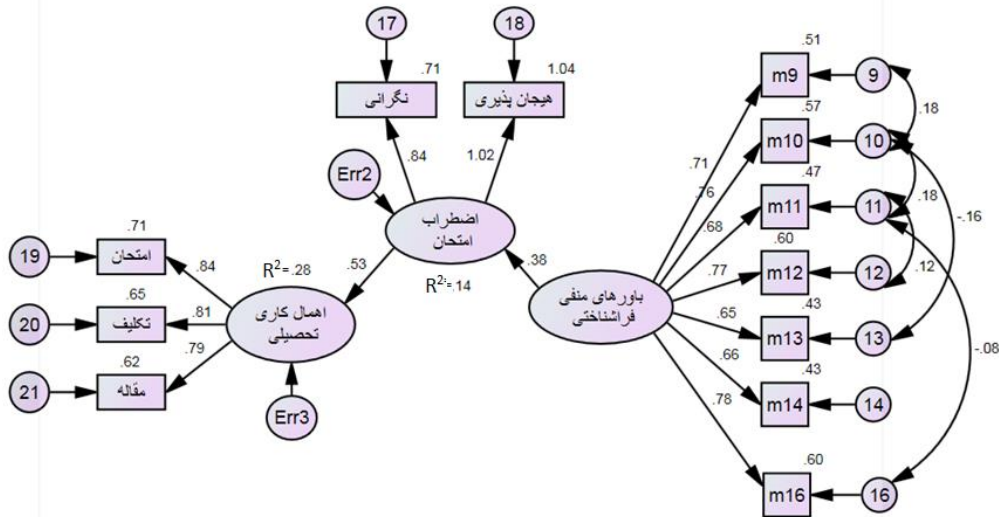 17
18
.71
1.04
نگرانی
هیجان پذیری
.84
1.02
Err2
اضطراب
امتحان
R²=.14
.53
.38
19
.71
امتحان
.84
20
.65
تکلیف
.81
21
.62
مقاله
.79
R²=.28
اهمال کاری
تحصیلی
Err3
باورهای منفی
فراشناختی
.51
m9
9
.71
.18
.57
m10
10
.76
.18
-.16
.47
m11
11
.68
.60
m12
12
.77
.12
.43
m13
13
.65
-.08
.43
m14
14
.66
.60
m16
16
.78